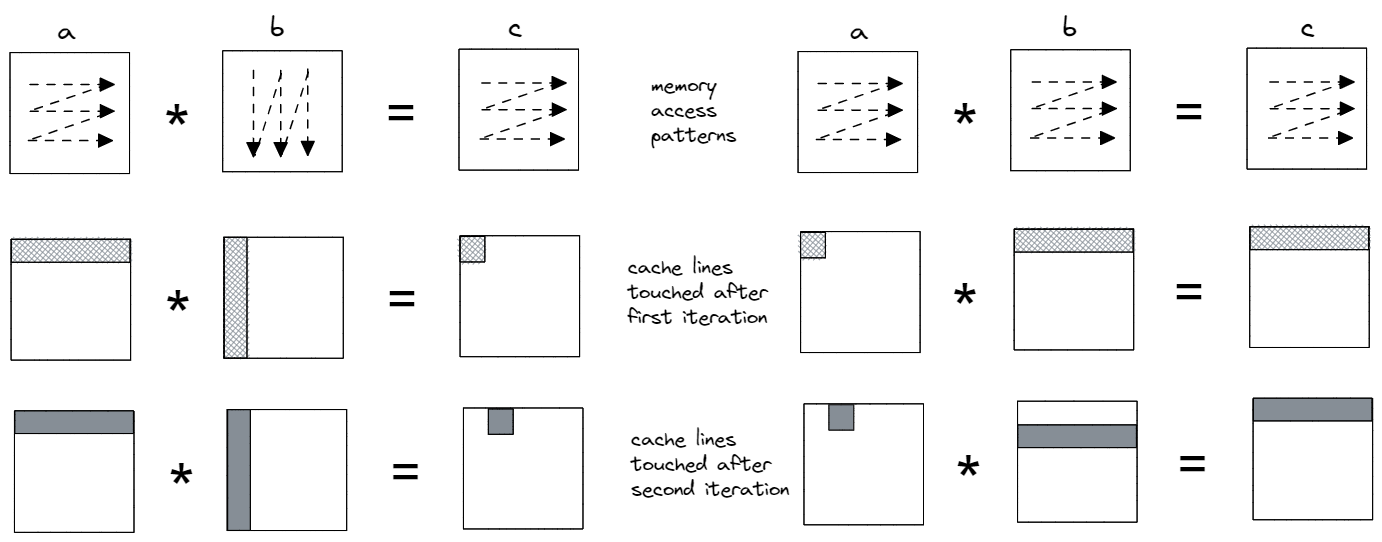 a b c a b c
* = memory * =
access
patterns
* = cache lines * =
touched after
first iteration
* = cache lines * =
touched after
second iteration